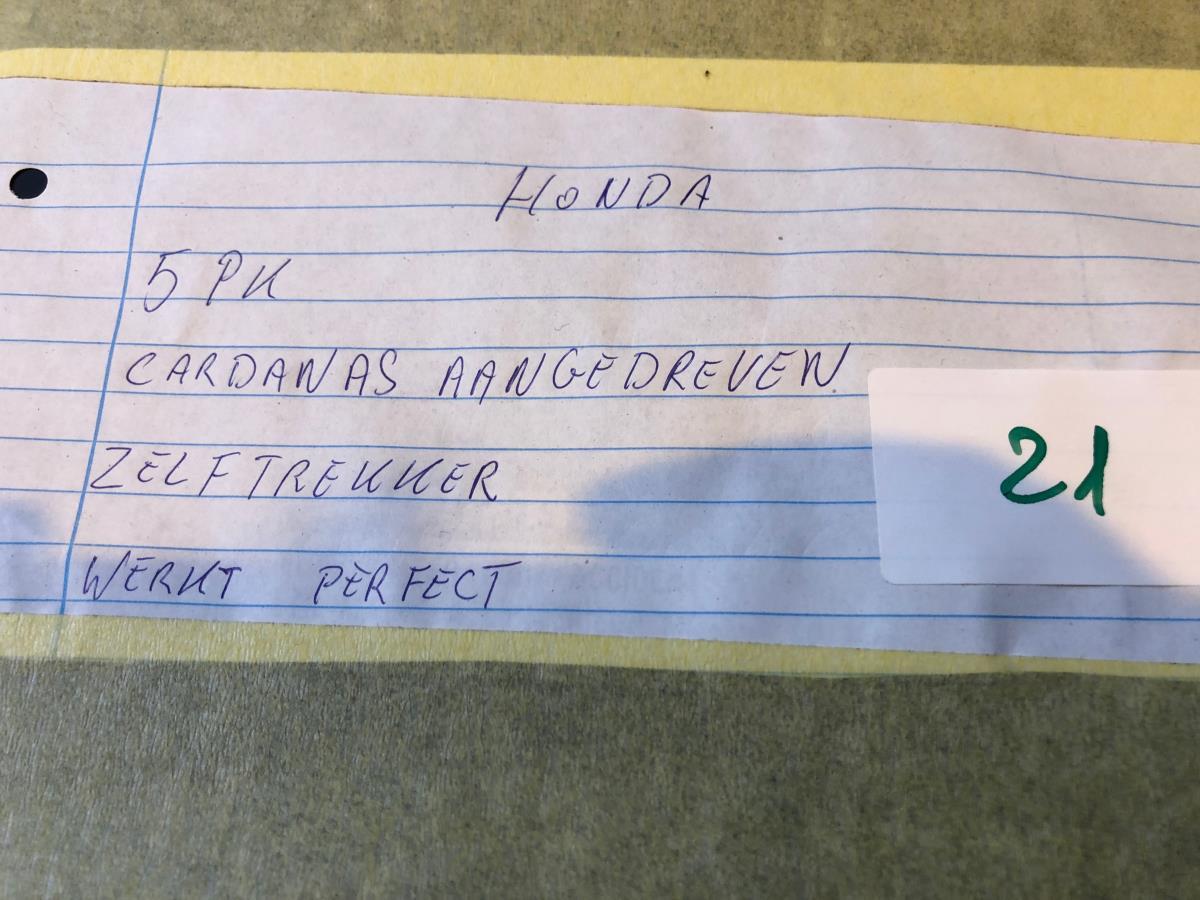 HONDA
5 PK
CARDANAS AANGEDREVEN
21
ZELFTREKKER
WERKT PERFECT